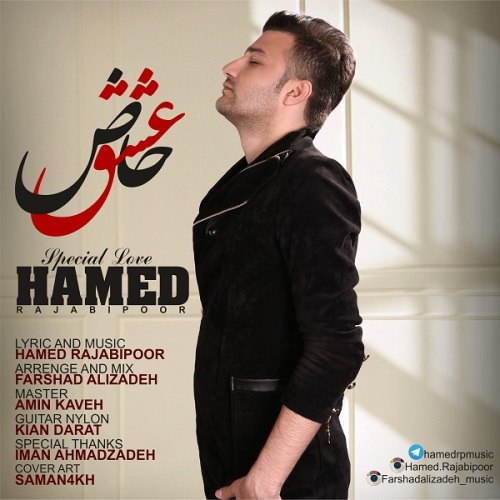 عشق خاص
Special Love
HAMED
RAJABIPOOR
LYRIC AND MUSIC
HAMED RAJABIPOOR
ARRENGE AND MIX
FARSHAD ALIZADEH
MASTER
AMIN KAVEH
GUITAR NYLON
KIAN DARAT
SPECIAL THANKS
IMAN AHMADZADEH
COVER ART
SAMAN4KH
hamedrpmusic
Hamed.Rajabipoor
Farshadalizadeh_music